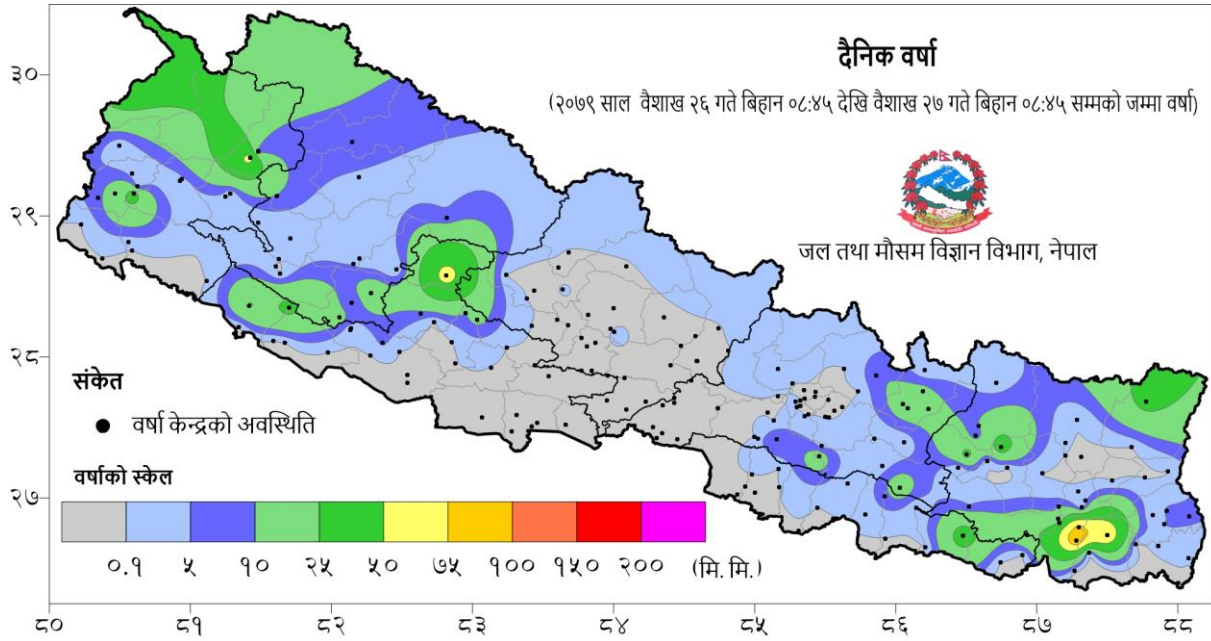 दैनिक वर्षा
(२०७९ साल वैशाख २६ गते बिहान ०८:४५ देखि वैशाख २७ गते बिहान ०८:४५ सम्मको जम्मा वर्षा)
जल तथा मौसम विज्ञान विभाग, नेपाल
३०
२९
२८
२७
संकेत
वर्षा केन्द्रको अवस्थिति
वर्षाको स्केल
०.१ ५ १० २५ ५० ७५ १०० १५० २०० (मि. मि.)
८० ८१ ८२ ८३ ८४ ८५ ८६ ८७ ८८